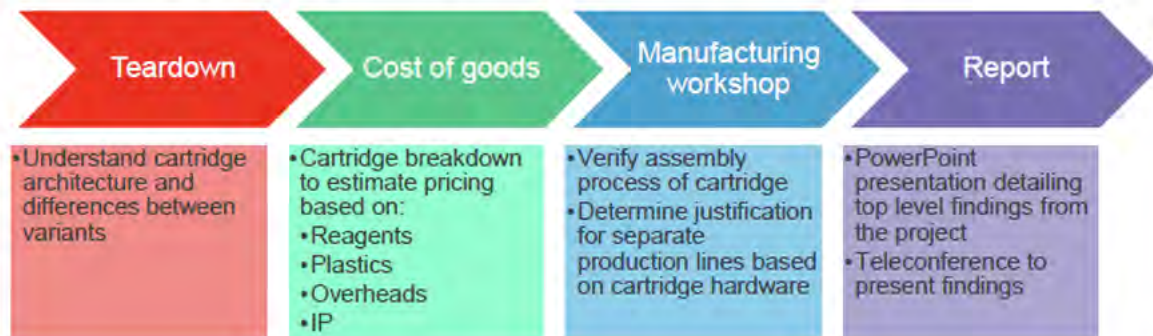 Teardown
Cost of goods
Manufacturing
workshop
Report
•Understand cartridge
architecture and
differences between
variants
•Cartridge breakdown
to estimate pricing
based on:
•Reagents
•Plastics
•Overheads
•IP
•Verify assembly
process of cartridge
•Determine justification
for separate
production lines based
on cartridge hardware
•PowerPoint
presentation detailing
top level findings from
the project
•Teleconference to
present findings